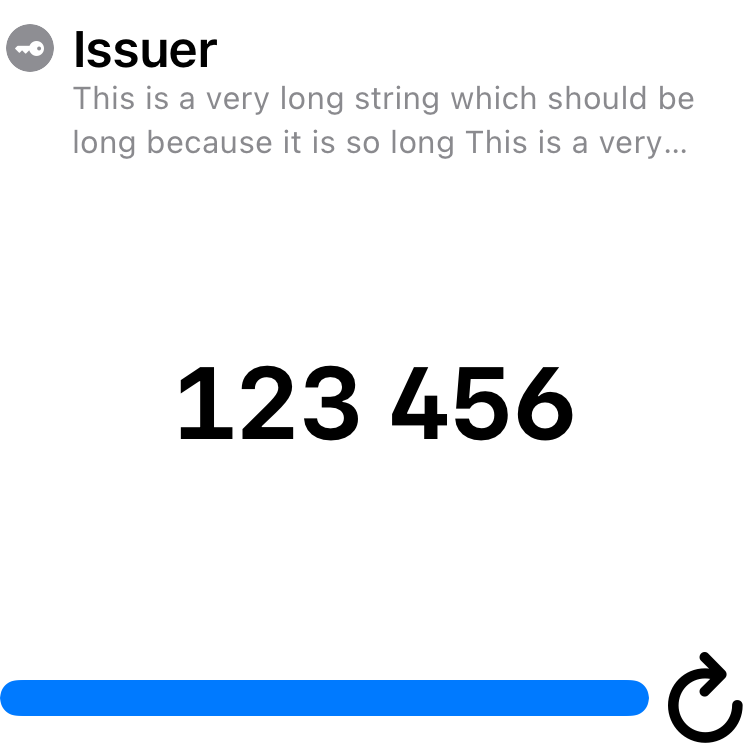 Issuer
This is a very long string which should be
long because it is so long This is a very...
123 456